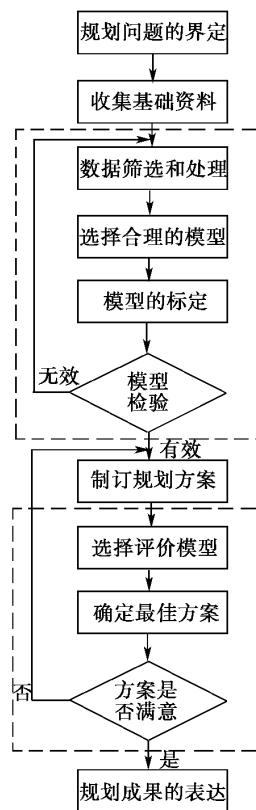 规划问题的界定
收集基础资料
数据筛选和处理
选择合理的模型
模型的标定
无效
模型
检验
有效
制订规划方案
选择评价模型
确定最佳方案
否
方案是
否满意
是
规划成果的表达